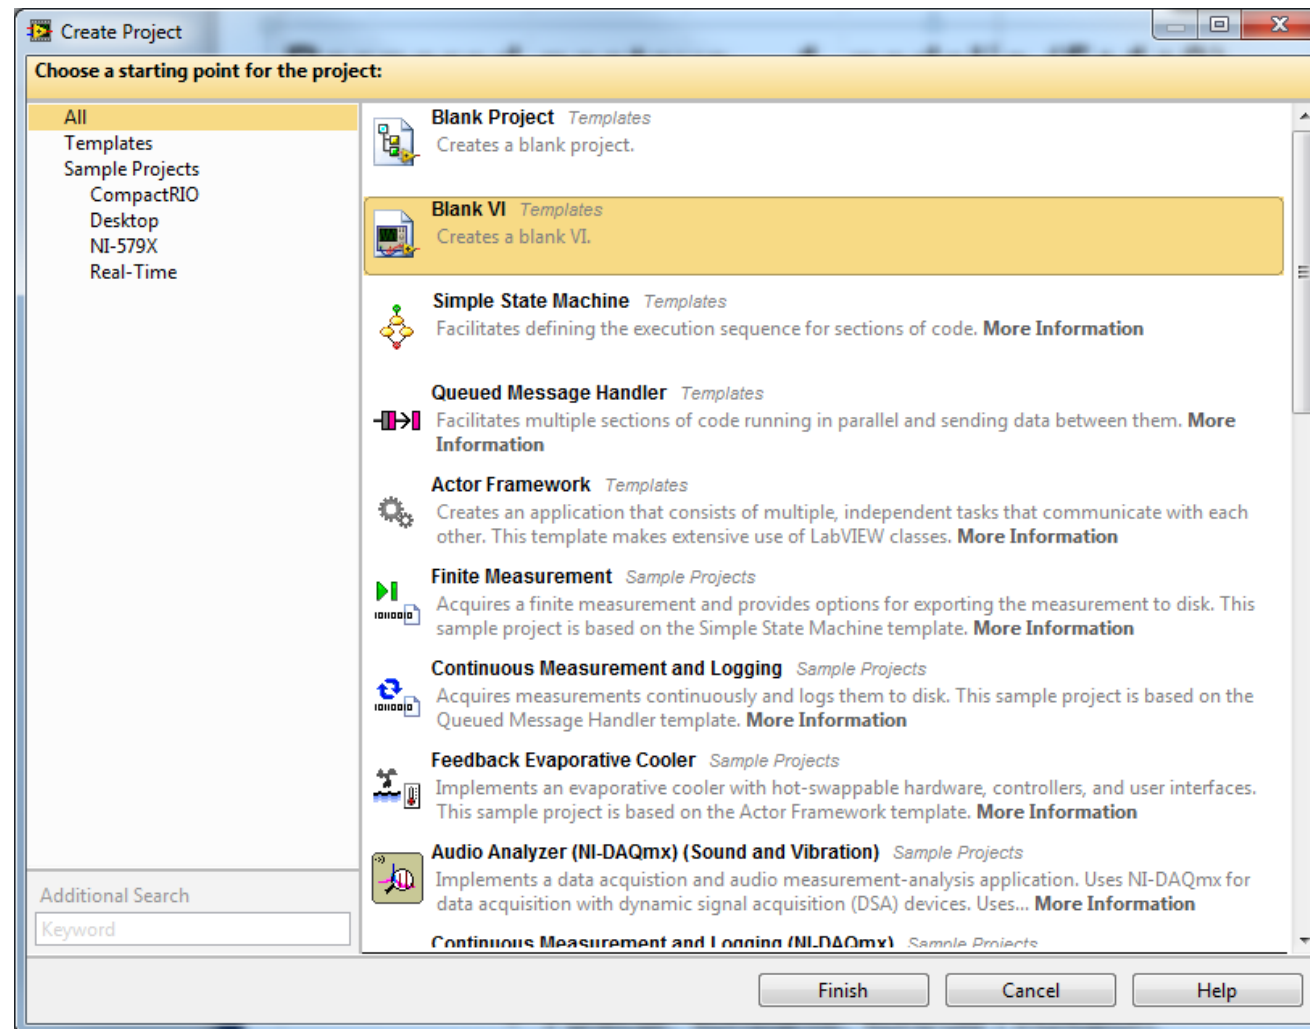 Create Project
Choose a starting point for the project:
All
Templates
Sample Projects
CompactRIO
Desktop
NI-579X
Real-Time
Additional Search
Keyword
Blank Project Templates
Creates a blank project.
Blank VI Templates
Creates a blank VI.
Simple State Machine Templates
Facilitates defining the execution sequence for sections of code. More Information
Queued Message Handler Templates
Facilitates multiple sections of code running in parallel and sending data between them. More
Information
Actor Framework Templates
Creates an application that consists of multiple, independent tasks that communicate with each
other. This template makes extensive use of LabVIEW classes. More Information
Finite Measurement Sample Projects
Acquires a finite measurement and provides options for exporting the measurement to disk. This
sample project is based on the Simple State Machine template. More Information
Continuous Measurement and Logging Sample Projects
Acquires measurements continuously and logs them to disk. This sample project is based on the
Queued Message Handler template. More Information
Feedback Evaporative Cooler Sample Projects
Implements an evaporative cooler with hot-swappable hardware, controllers, and user interfaces.
This sample project is based on the Actor Framework template. More Information
Audio Analyzer (NI-DAQmx) (Sound and Vibration) Sample Projects
Implements a data acquistion and audio measurement-analysis application. Uses NI-DAQmx for
data acquisition with dynamic signal acquisition (DSA) devices. Uses... More Information
Continuous Measurement and Logging (NI-DAQmx) Sample Projects
Finish Cancel Help